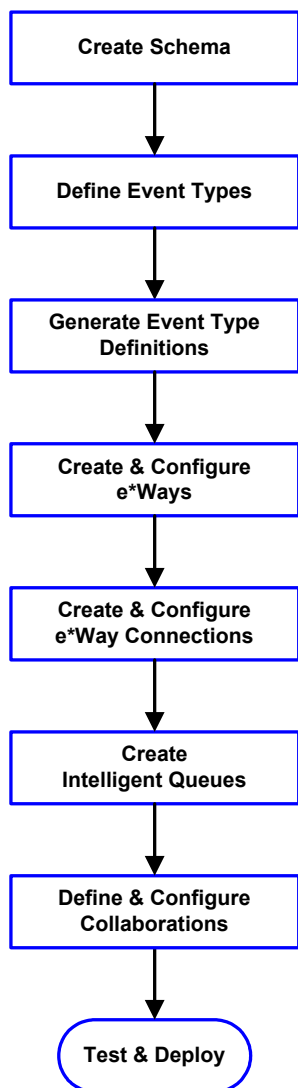 Create Schema
Define Event Types
Generate Event Type
Definitions
Create & Configure
e*Ways
Create & Configure
e*Way Connections
Create
Intelligent Queues
Define & Configure
Collaborations
Test & Deploy